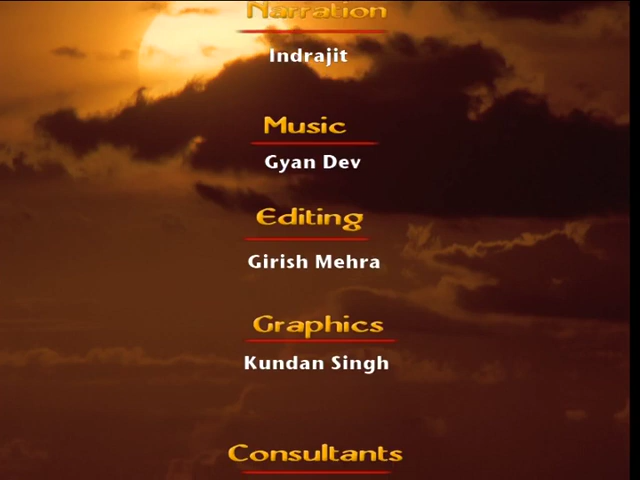 Narration
Indrajit
Music
Gyan Dev
Editing
Girish Mehra
Graphics
Kundan Singh
Consultants